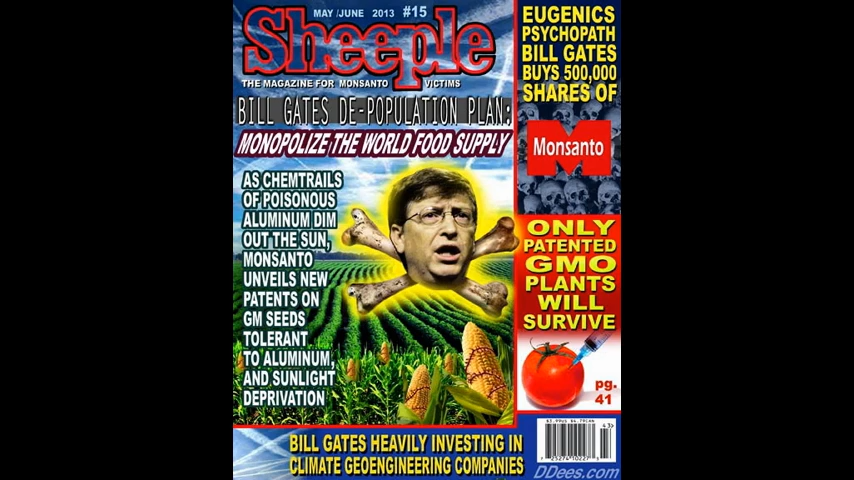 MAY /JUNE 2013 #15
Sheeple
THE MAGAZINE FOR MONSANTO VICTIMS
BILL GATES DE-POPULATION PLAN:
MONOPOLIZE THE WORLD FOOD SUPPLY
AS CHEMTRAILS
OF POISONOUS
ALUMINUM DIM
OUT THE SUN,
MONSANTO
UNVEILS NEW
PATENTS ON
GM SEEDS
TOLERANT
TO ALUMINUM,
AND SUNLIGHT
DEPRIVATION
EUGENICS
PSYCHOPATH
BILL GATES
BUYS 500,000
SHARES OF
Monsanto
ONLY
PATENTED
GMO
PLANTS
WILL
SURVIVE
pg.
41
BILL GATES HEAVILY INVESTING IN
CLIMATE GEOENGINEERING COMPANIES
DDees.com